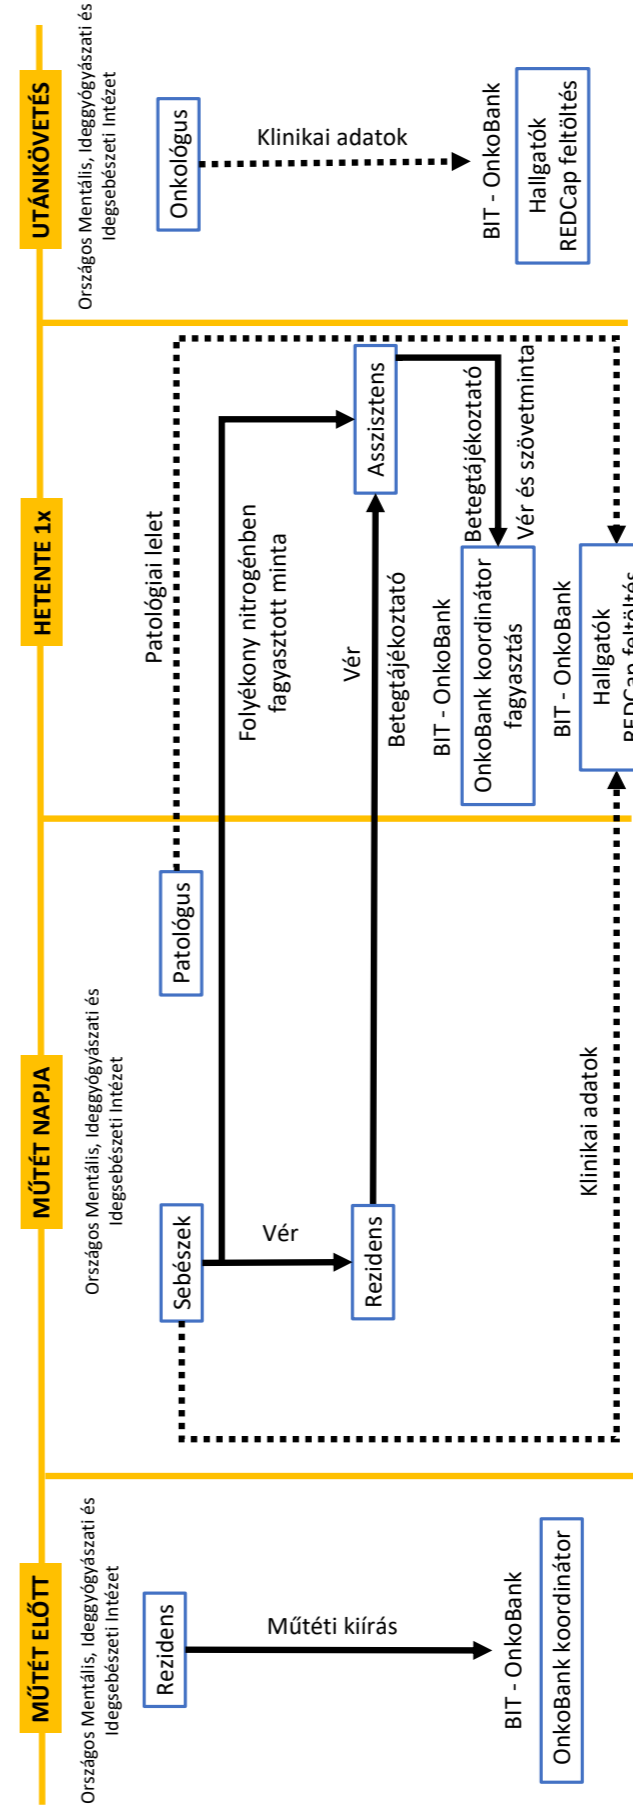 MŰTÉT ELŐTT
Országos Mentális, Ideggyógyászati és
Idegsebészeti Intézet
Rezidens
Műtéti kiírás
BIT - OnkoBank
OnkoBank koordinátor
MŰTÉT NAPJA
Országos Mentális, Ideggyógyászati és
Idegsebészeti Intézet
Sebészek
Patológus
Vér
Rezidens
Klinikai adatok
HETENTE 1x
Patológiai lelet
Folyékony nitrogénben
fagyasztott minta
Vér
Betegtájékoztató
Asszisztens
Betegtájékoztató
Vér és szövetminta
BIT - OnkoBank
OnkoBank koordinátor
fagyasztás
BIT - OnkoBank
Hallgatók
REDCap feltöltés
UTÁNKÖVETÉS
Országos Mentális, Ideggyógyászati és
Idegsebészeti Intézet
Onkológus
Klinikai adatok
BIT - OnkoBank
Hallgatók
REDCap feltöltés